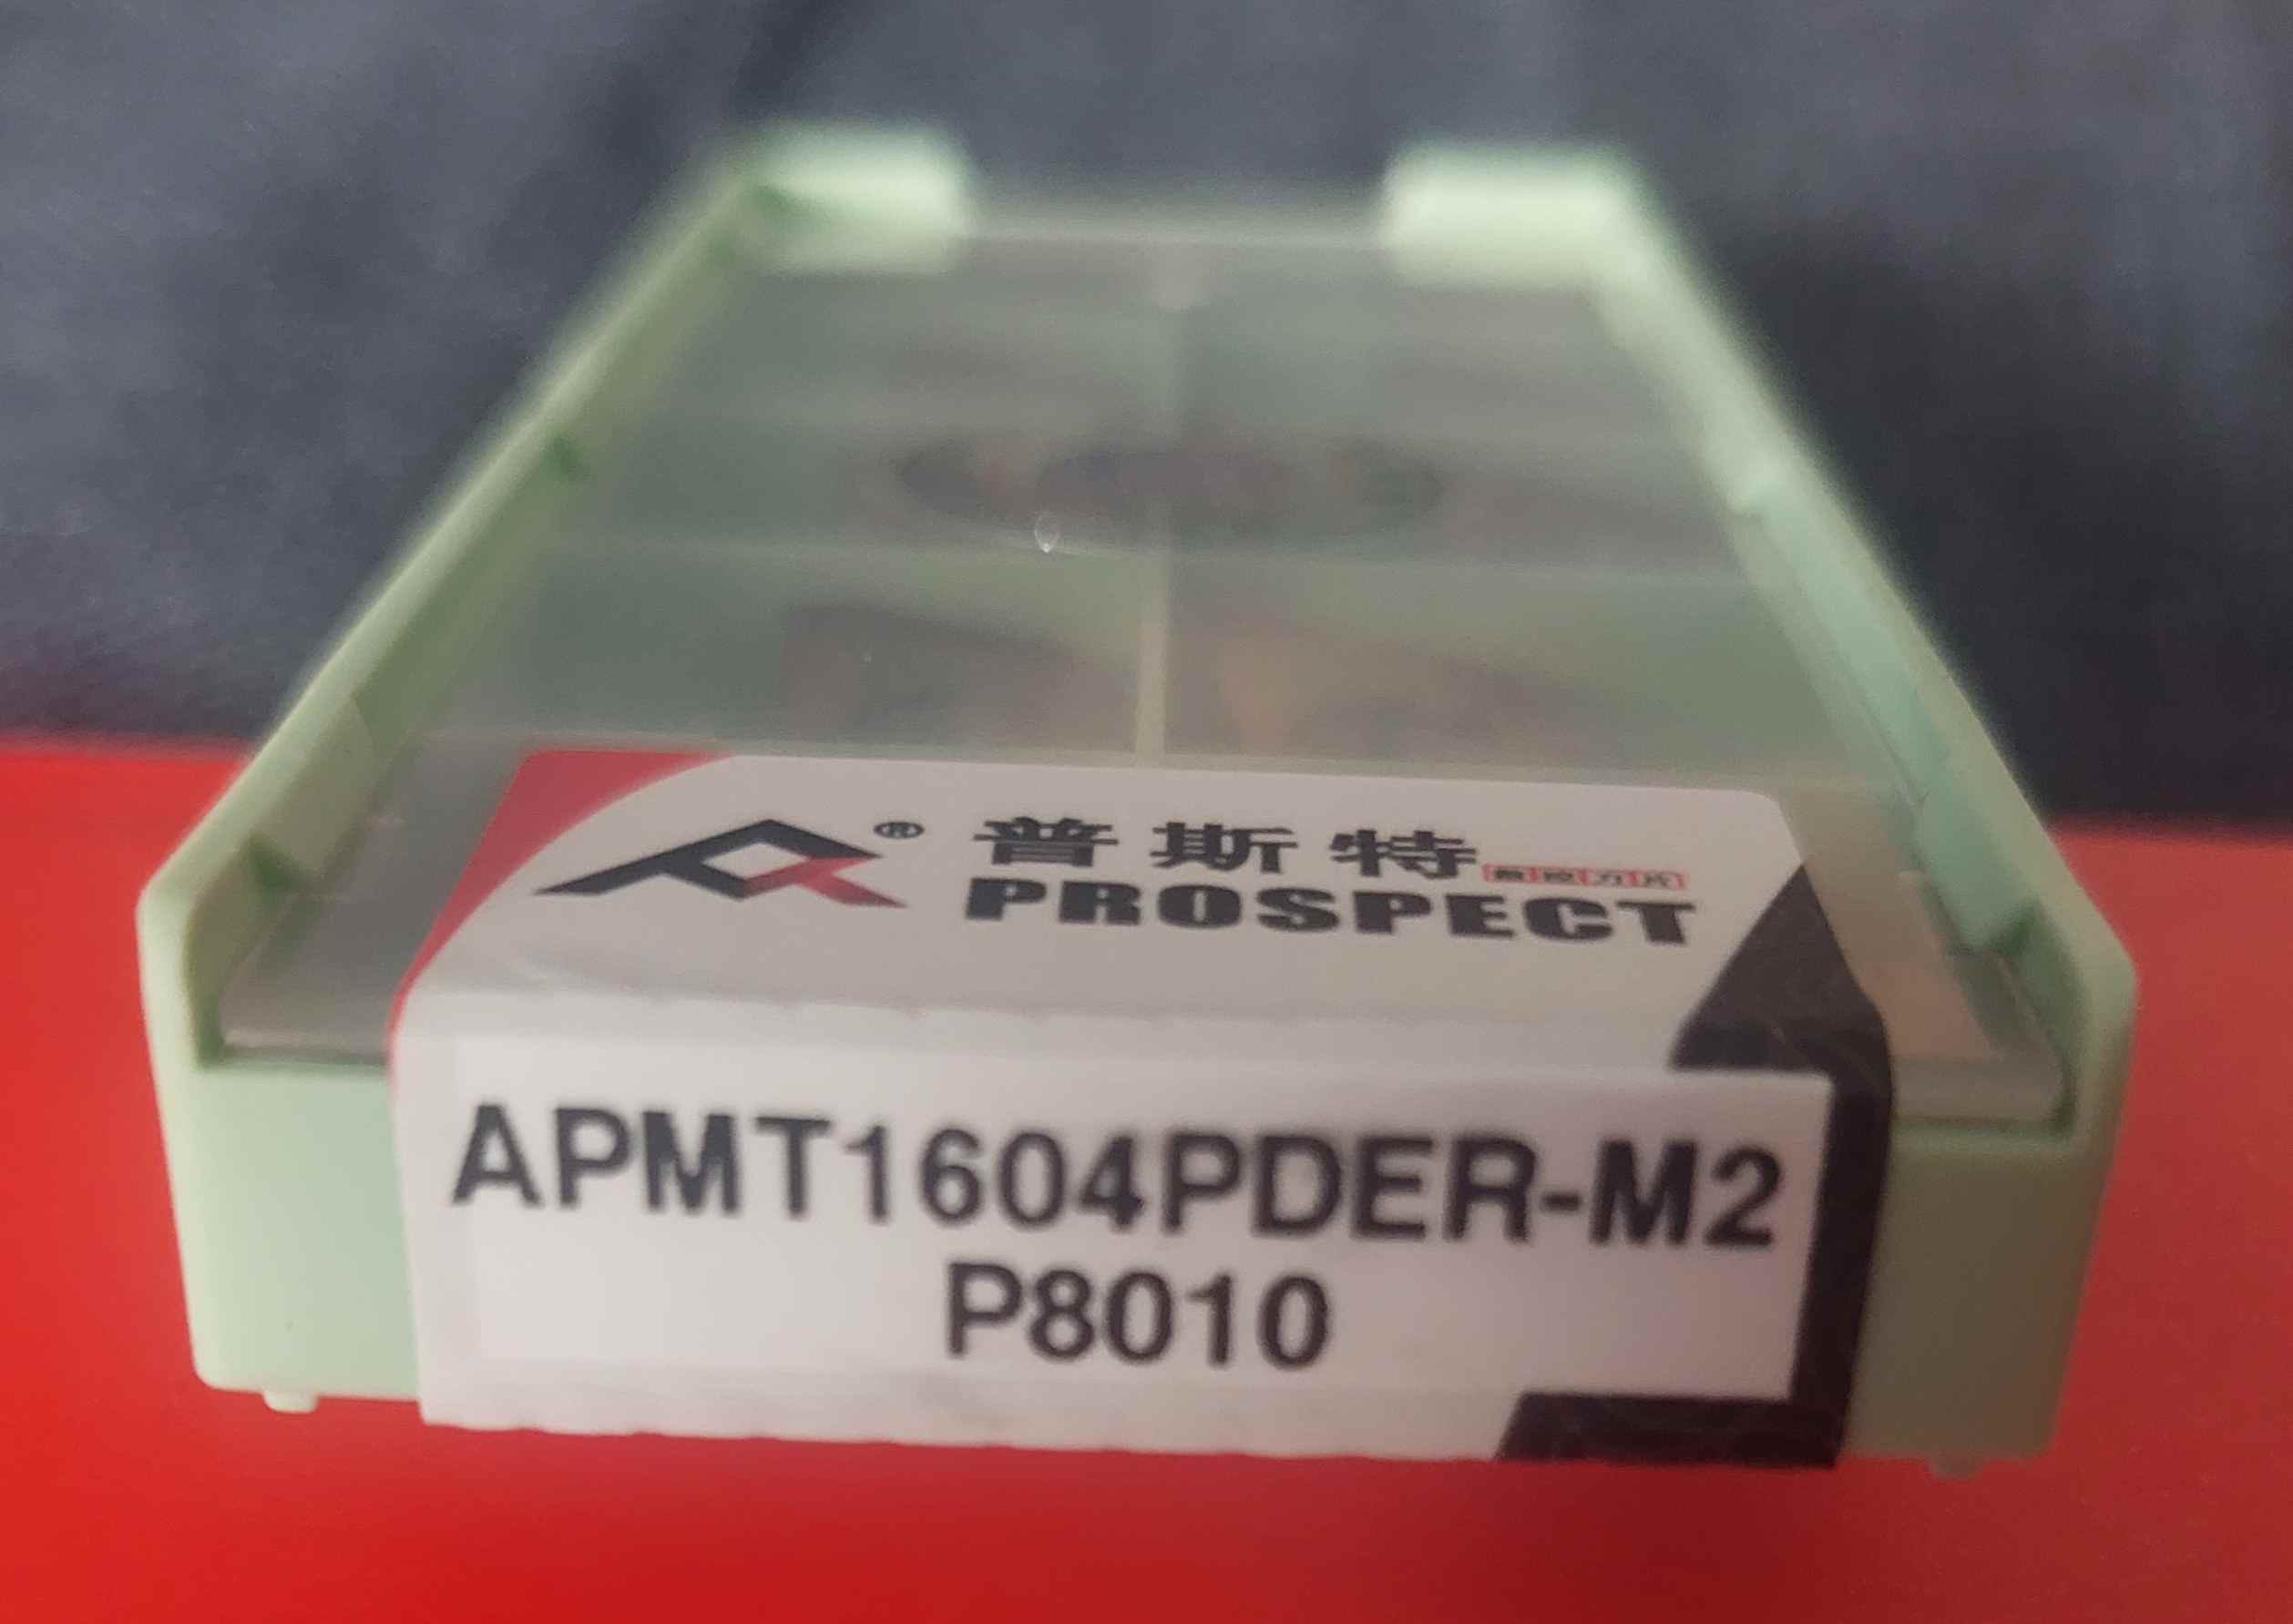 ® 普斯特
PROSPECT
APMT1604PDER-M2
P8010